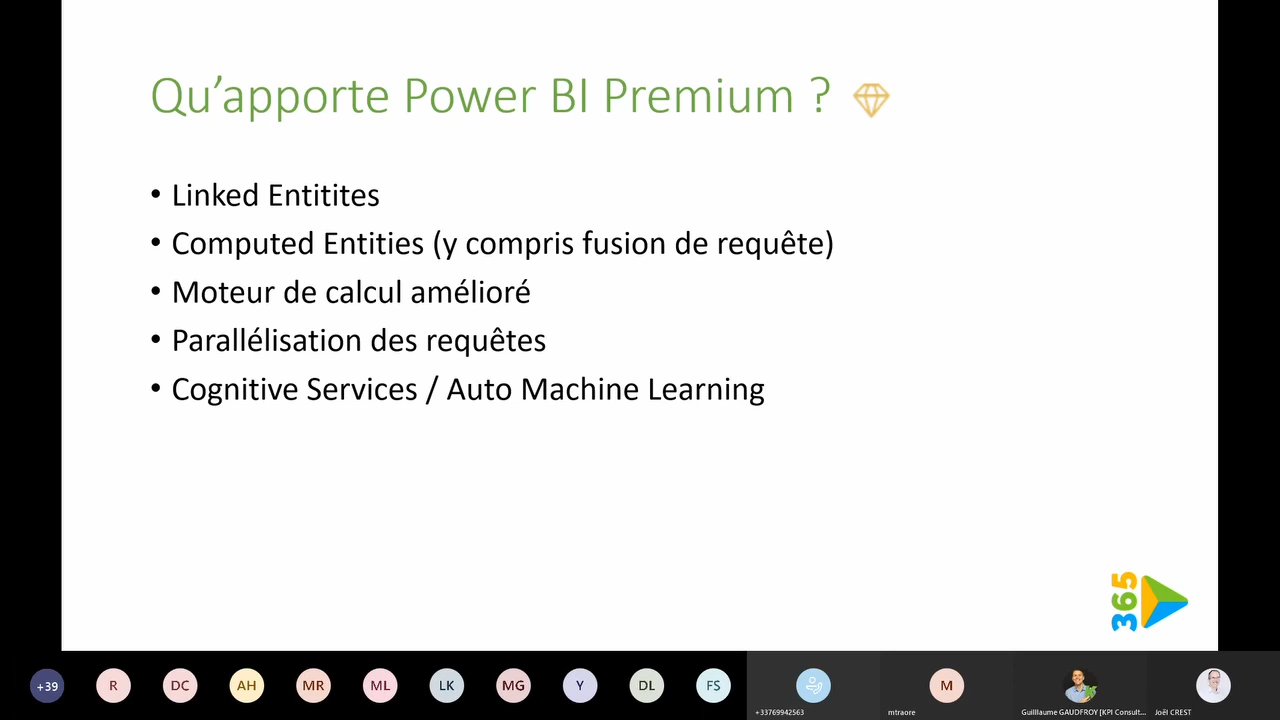 Qu’apporte Power BI Premium ?
• Linked Entitites
• Computed Entities (y compris fusion de requête)
• Moteur de calcul amélioré
• Parallélisation des requêtes
• Cognitive Services / Auto Machine Learning
365
+39 R DC AH MR ML LK MG Y DL FS M
+33769942563 mtraore Guilllaume GAUDFROY [KPI Consult... Joël CREST